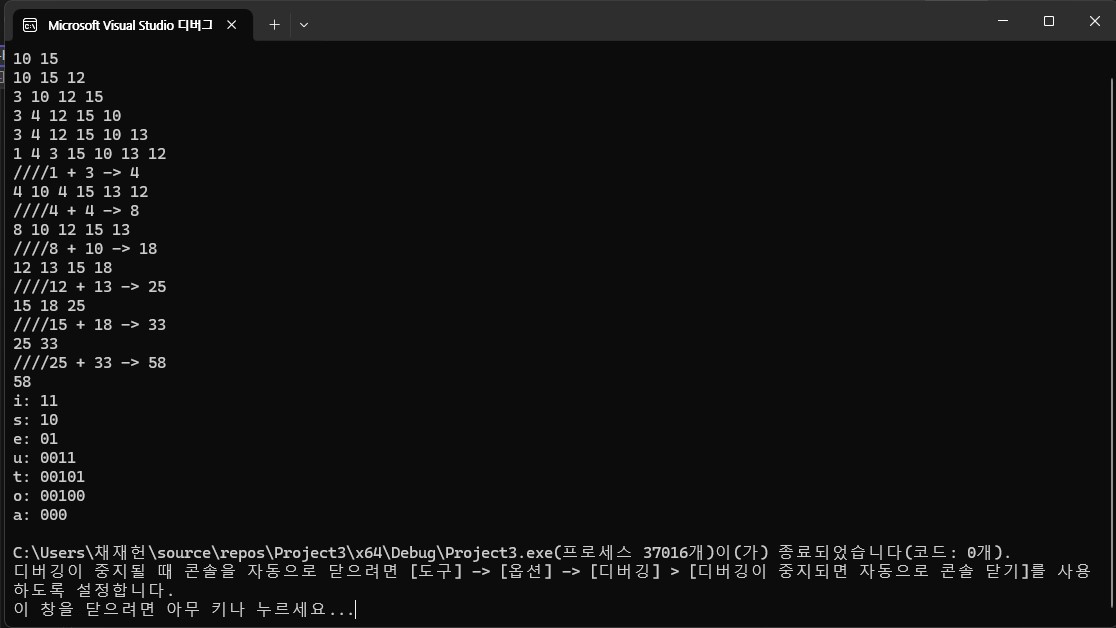 Microsoft Visual Studio 디버그
10 15
10 15 12
3 10 12 15
3 4 12 15 10
3 4 12 15 10 13
1 4 3 15 10 13 12
////1 + 3 -> 4
4 10 4 15 13 12
////4 + 4 -> 8
8 10 12 15 13
////8 + 10 -> 18
12 13 15 18
////12 + 13 -> 25
15 18 25
////15 + 18 -> 33
25 33
////25 + 33 -> 58
58
i: 11
s: 10
e: 01
u: 0011
t: 00101
o: 00100
a: 000
C:\Users\채재헌\source\repos\Project3\x64\Debug\Project3.exe(프로세스 37016개)이(가) 종료되었습니다(코드: 0개).
디버깅이 중지될 때 콘솔을 자동으로 닫으려면 [도구] -> [옵션] -> [디버깅] > [디버깅이 중지되면 자동으로 콘솔 닫기]를 사용
하도록 설정합니다.
이 창을 닫으려면 아무 키나 누르세요...